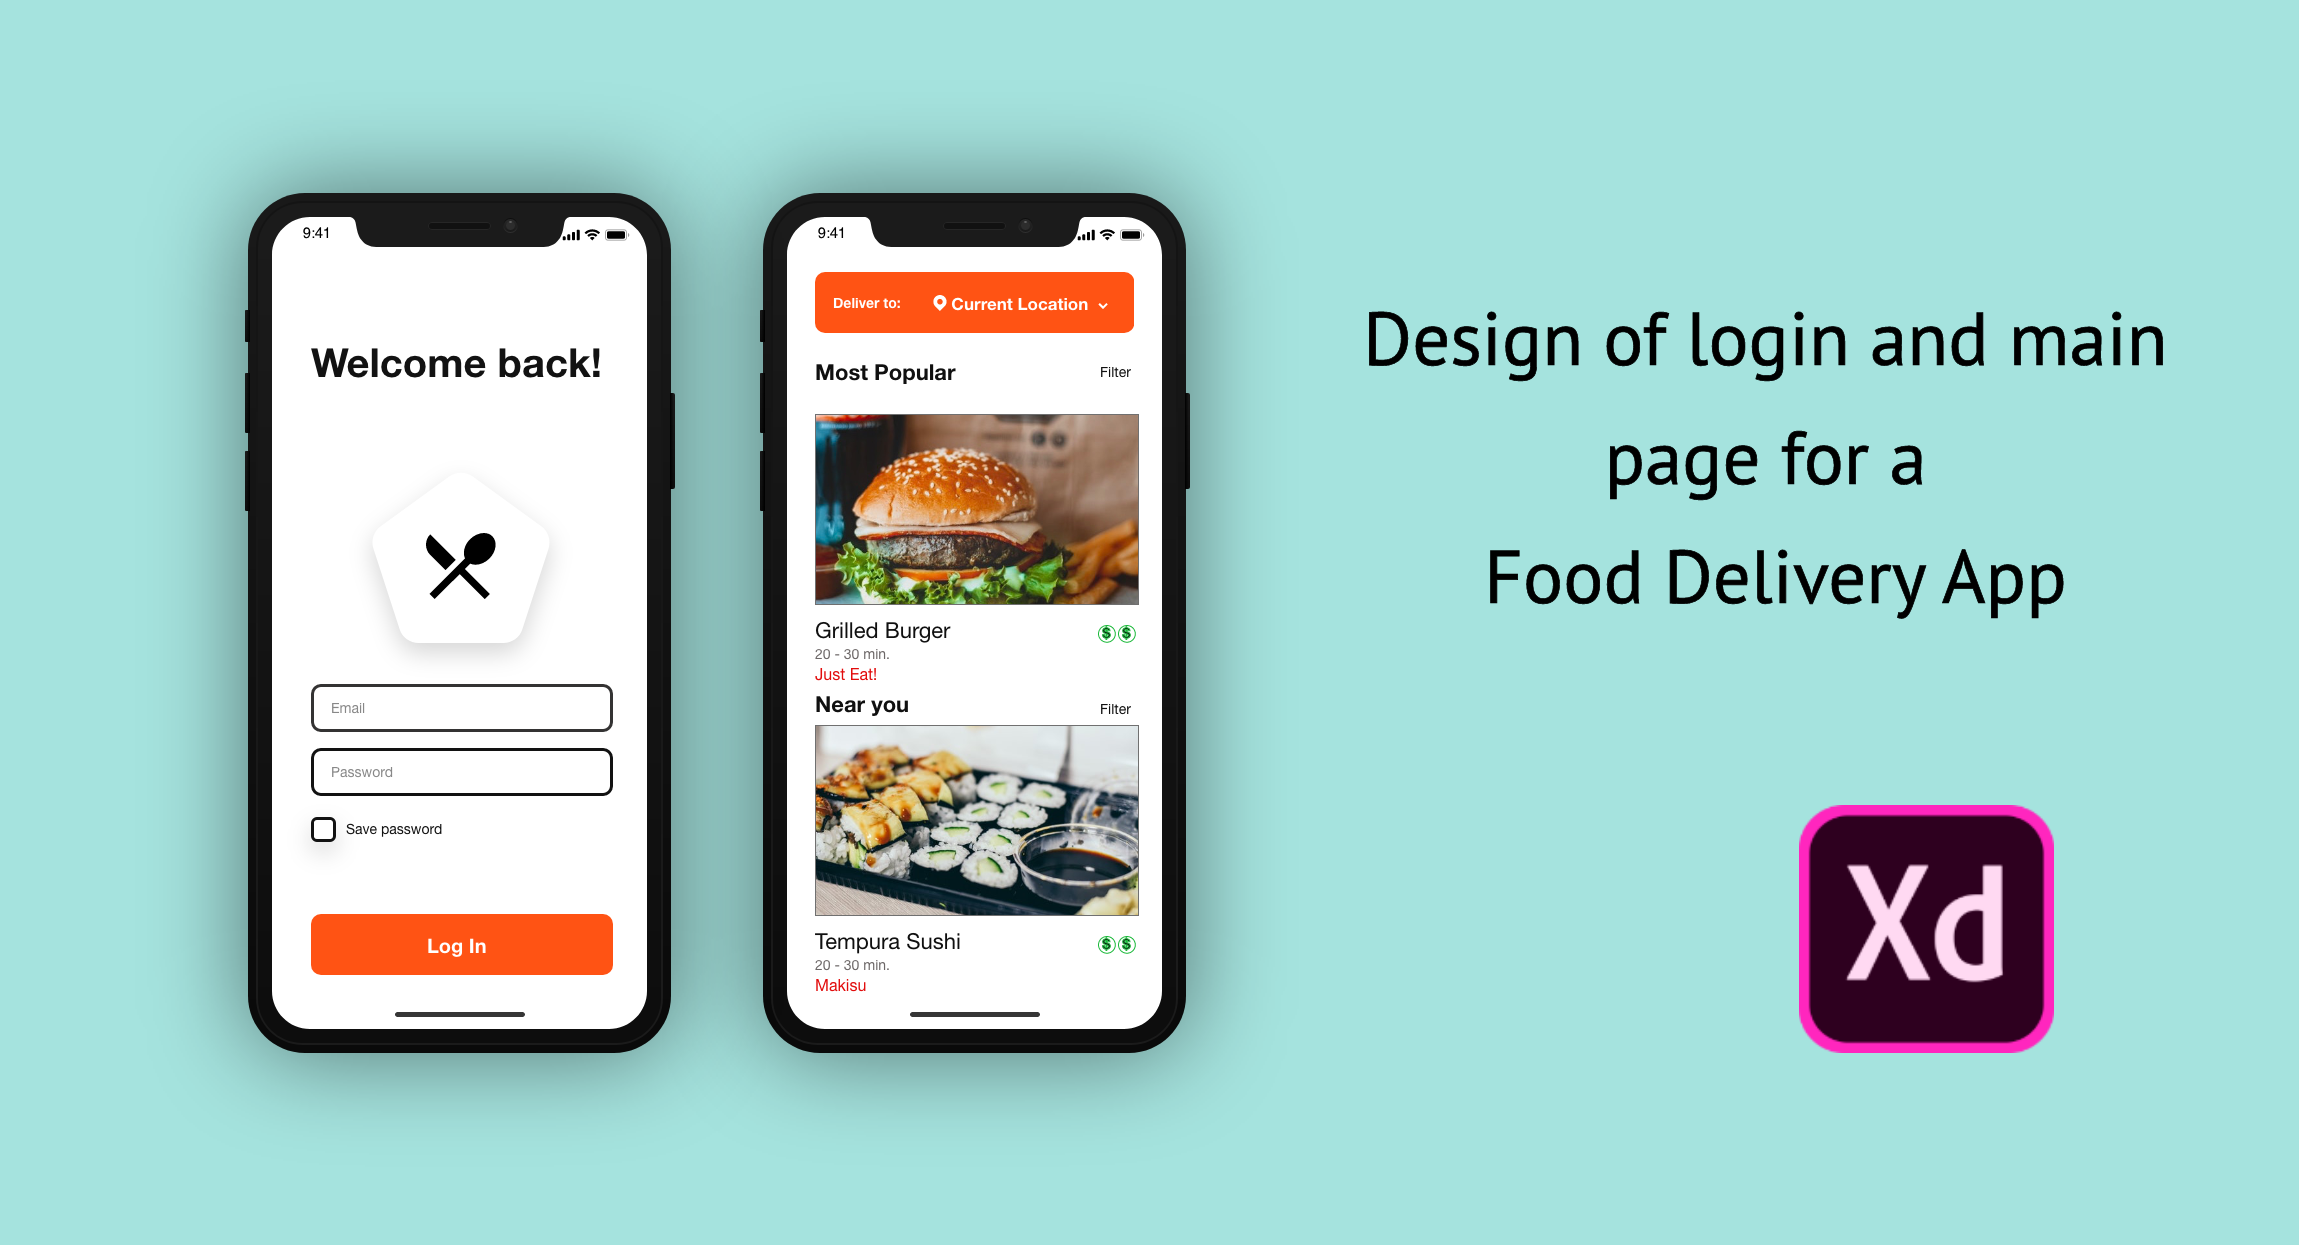 9:41
Welcome back!
Email
Password
Save password
Log In
9:41
Deliver to: Current Location
Most Popular Filter
Grilled Burger $$
20 - 30 min.
Just Eat!
Near you Filter
Tempura Sushi $$
20 - 30 min.
Makisu
Design of login and main
page for a
Food Delivery App
Xd